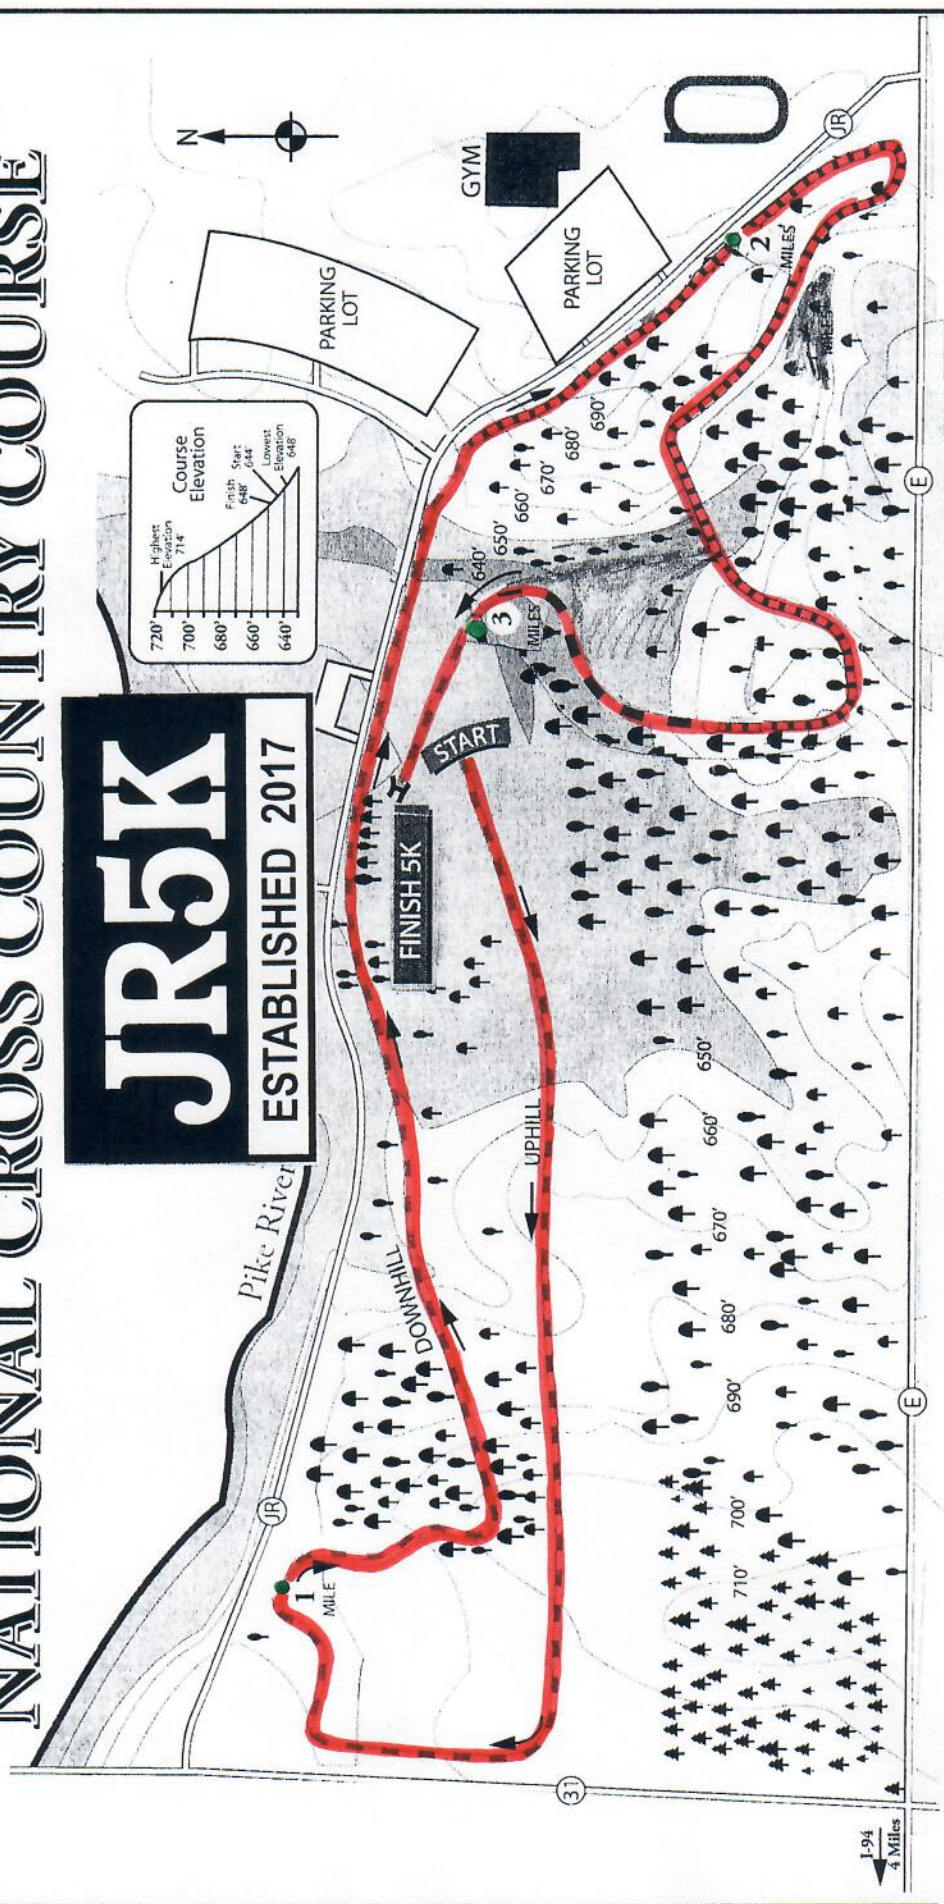 NATIONAL CROSS COUNTRY COURSE
JR5K
ESTABLISHED 2017
Pike River
N
Course
Elevation
Highest
Elevation
714'
Finish
648'
Start
644'
Lowest
Elevation
648'
720'
700'
680'
660'
640'
PARKING
LOT
GYM
PARKING
LOT
JR
JR
1
MILE
DOWNHILL
UPHILL
FINISH 5K
START
3
MILES
2
MILES
MILES
640'
650'
660'
670'
680'
690'
650'
660'
670'
680'
690'
700'
710'
31
E
E
I-94
4 Miles